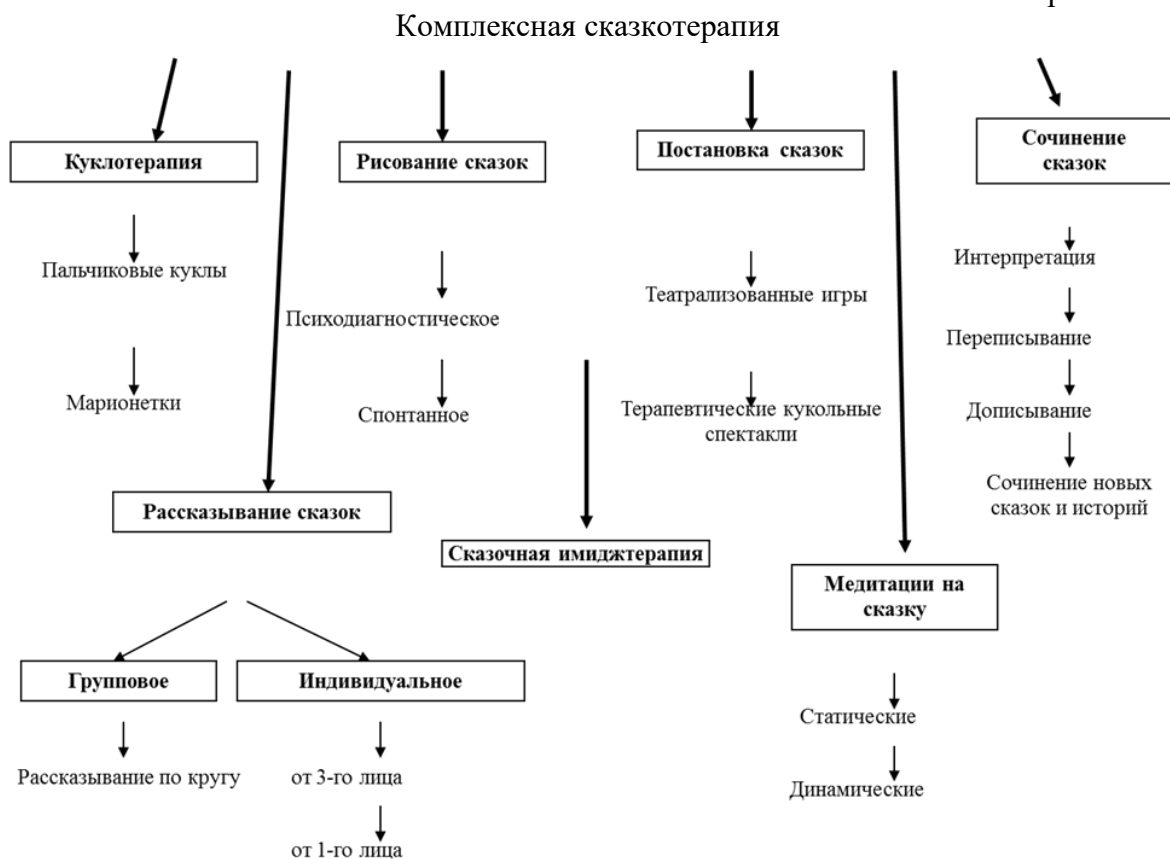 Комплексная сказкотерапия
Куклотерапия
Пальчиковые куклы
Марионетки
Рисование сказок
Психодиагностическое
Спонтанное
Постановка сказок
Театрализованные игры
Терапевтические кукольные
спектакли
Сочинение
сказок
Интерпретация
Переписывание
Дописывание
Сочинение новых
сказок и историй
Рассказывание сказок
Групповое
Рассказывание по кругу
Индивидуальное
от 3-го лица
от 1-го лица
Сказочная имиджтерапия
Медитации на
сказку
Статические
Динамические